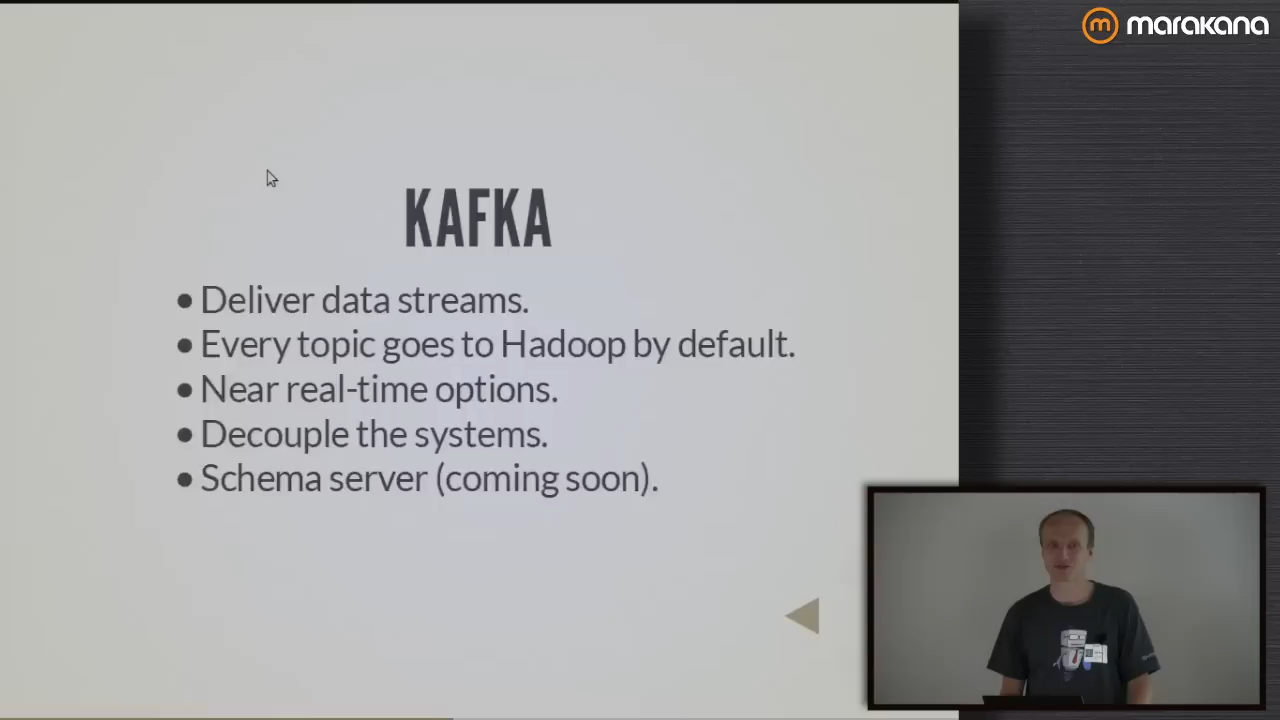 marakana
KAFKA
• Deliver data streams.
• Every topic goes to Hadoop by default.
• Near real-time options.
• Decouple the systems.
• Schema server (coming soon).